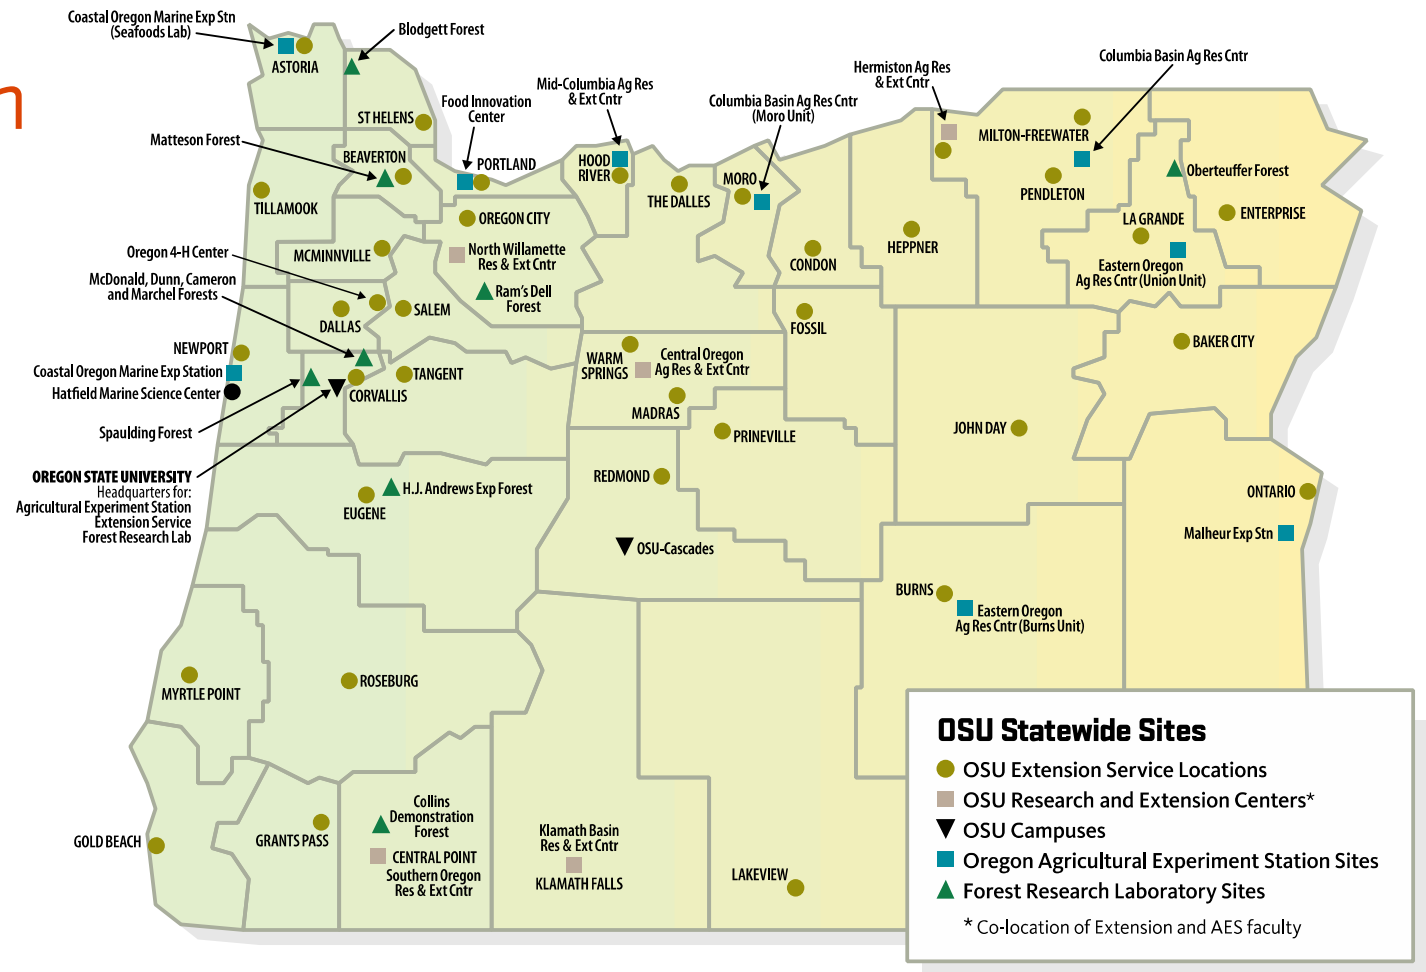 n
Coastal Oregon Marine Exp Stn
(Seafoods Lab)
ASTORIA
Blodgett Forest
ST HELENS
Matteson Forest
BEAVERTON
Food Innovation
Center
PORTLAND
Mid-Columbia Ag Res
& Ext Cntr
HOOD
RIVER
THE DALLES
Columbia Basin Ag Res Cntr
(Moro Unit)
MORO
Hermiston Ag Res
& Ext Cntr
Columbia Basin Ag Res Cntr
MILTON-FREEWATER
PENDLETON
Oberteuffer Forest
LA GRANDE
ENTERPRISE
Eastern Oregon
Ag Res Cntr (Union Unit)
TILLAMOOK
OREGON CITY
MCMINNVILLE
North Willamette
Res & Ext Cntr
Ram's Dell
Forest
CONDON
HEPPNER
Oregon 4-H Center
McDonald, Dunn, Cameron
and Marchel Forests
DALLAS
SALEM
FOSSIL
BAKER CITY
NEWPORT
Coastal Oregon Marine Exp Station
Hatfield Marine Science Center
CORVALLIS
TANGENT
WARM
SPRINGS
Central Oregon
Ag Res & Ext Cntr
MADRAS
Spaulding Forest
PRINEVILLE
JOHN DAY
OREGON STATE UNIVERSITY
Headquarters for:
Agricultural Experiment Station
Extension Service
Forest Research Lab
EUGENE
H.J. Andrews Exp Forest
REDMOND
OSU-Cascades
ONTARIO
Malheur Exp Stn
BURNS
Eastern Oregon
Ag Res Cntr (Burns Unit)
MYRTLE POINT
ROSEBURG
GOLD BEACH
GRANTS PASS
Collins
Demonstration
Forest
CENTRAL POINT
Southern Oregon
Res & Ext Cntr
Klamath Basin
Res & Ext Cntr
KLAMATH FALLS
LAKEVIEW
OSU Statewide Sites
OSU Extension Service Locations
OSU Research and Extension Centers*
OSU Campuses
Oregon Agricultural Experiment Station Sites
Forest Research Laboratory Sites
* Co-location of Extension and AES faculty